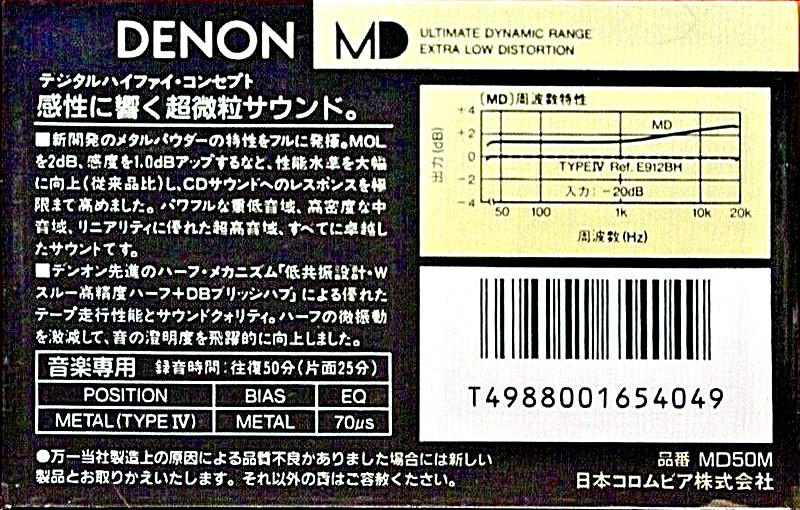 DENON MD
ULTIMATE DYNAMIC RANGE
EXTRA LOW DISTORTION
デジタルハイファイ・コンセプト
感性に響く超微粒サウンド。
■新開発のメタルパウダーの特性をフルに発揮。MOL
を2dB、感度を1.0dBアップするなど、性能水準を大幅
に向上(従来品比)し、CDサウンドへのレスポンスを極
限まで高めました。パワフルな重低音域、高密度な中
音域、リニアリティに優れた超高音域、すべてに卓越し
たサウンドです。
■デンオン先進のハーフ・メカニズム「低共振設計・W
スルー高精度ハーフ+DBブリッジハブ」による優れた
テープ走行性能とサウンドクォリティ。ハーフの微振動
を激減して、音の澄明度を飛躍的に向上しました。
音楽専用 録音時間:往復50分(片面25分)
POSITION BIAS EQ
METAL(TYPE IV) METAL 70μs
●万一当社製造上の原因による品質不良がありました場合には新しい
製品とお取りかえいたします。それ以外の責はご容赦ください。
[MD]周波数特性
出力(dB)
+4
+2
0
-2
-4
MD
TYPE IV Ref. E912BH
入力:-20dB
50 100 1k 10k 20k
周波数(Hz)
T4988001654049
品番 MD50M
日本コロムビア株式会社